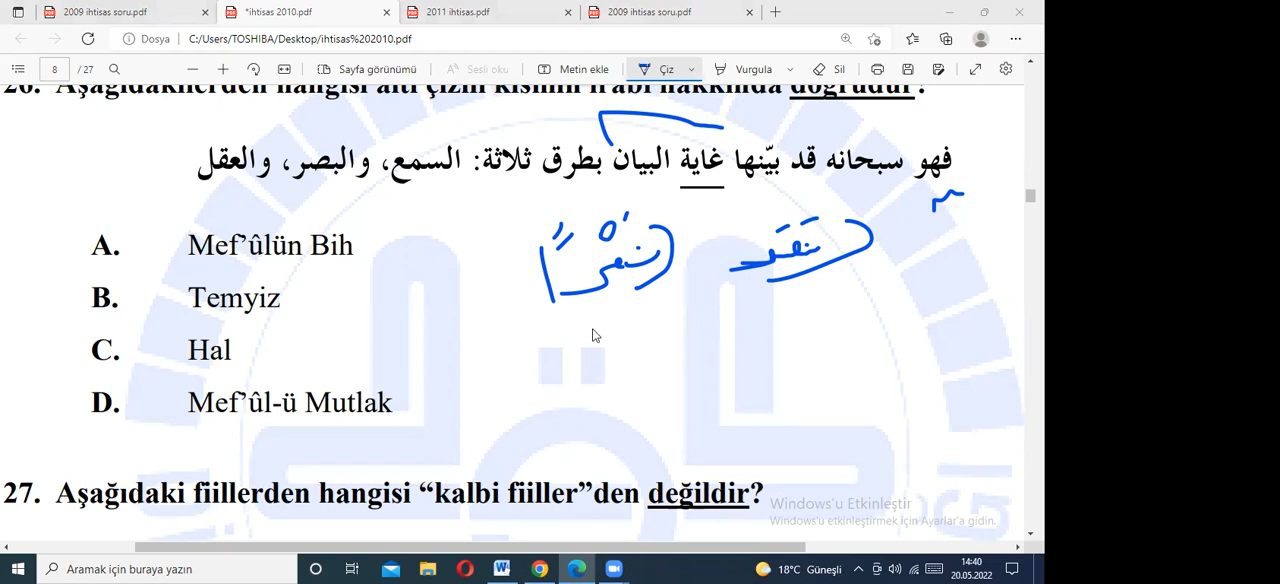 2009 ihtisas soru.pdf
*ihtisas 2010.pdf
2011 ihtisas.pdf
2009 ihtisas soru.pdf
Dosya C:/Users/TOSHIBA/Desktop/ihtisas%202010.pdf
8 / 27 Sayfa görünümü Sesli oku Metin ekle Çiz Vurgula Sil
26. Aşağıdakilerden hangisi altı çizili kısmın i'rabı hakkında doğrudur?
فهو سبحانه قد بيّنها غاية البيان بطرق ثلاثة: السمع، والبصر، والعقل
A. Mef'ûlün Bih
B. Temyiz
C. Hal
D. Mef'ûl-ü Mutlak
27. Aşağıdaki fiillerden hangisi “kalbi fiiller”den değildir?
Windows'u Etkinleştir
Windows'u etkinleştirmek için Ayarlar'a gidin.
Aramak için buraya yazın
18°C Güneşli
14:40
20.05.2022